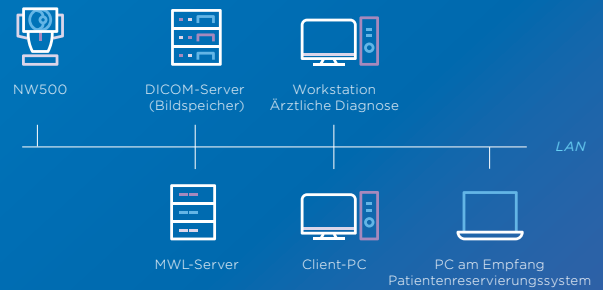 NW500
DICOM-Server
(Bildspeicher)
Workstation
Ärztliche Diagnose
LAN
MWL-Server
Client-PC
PC am Empfang
Patientenreservierungssystem